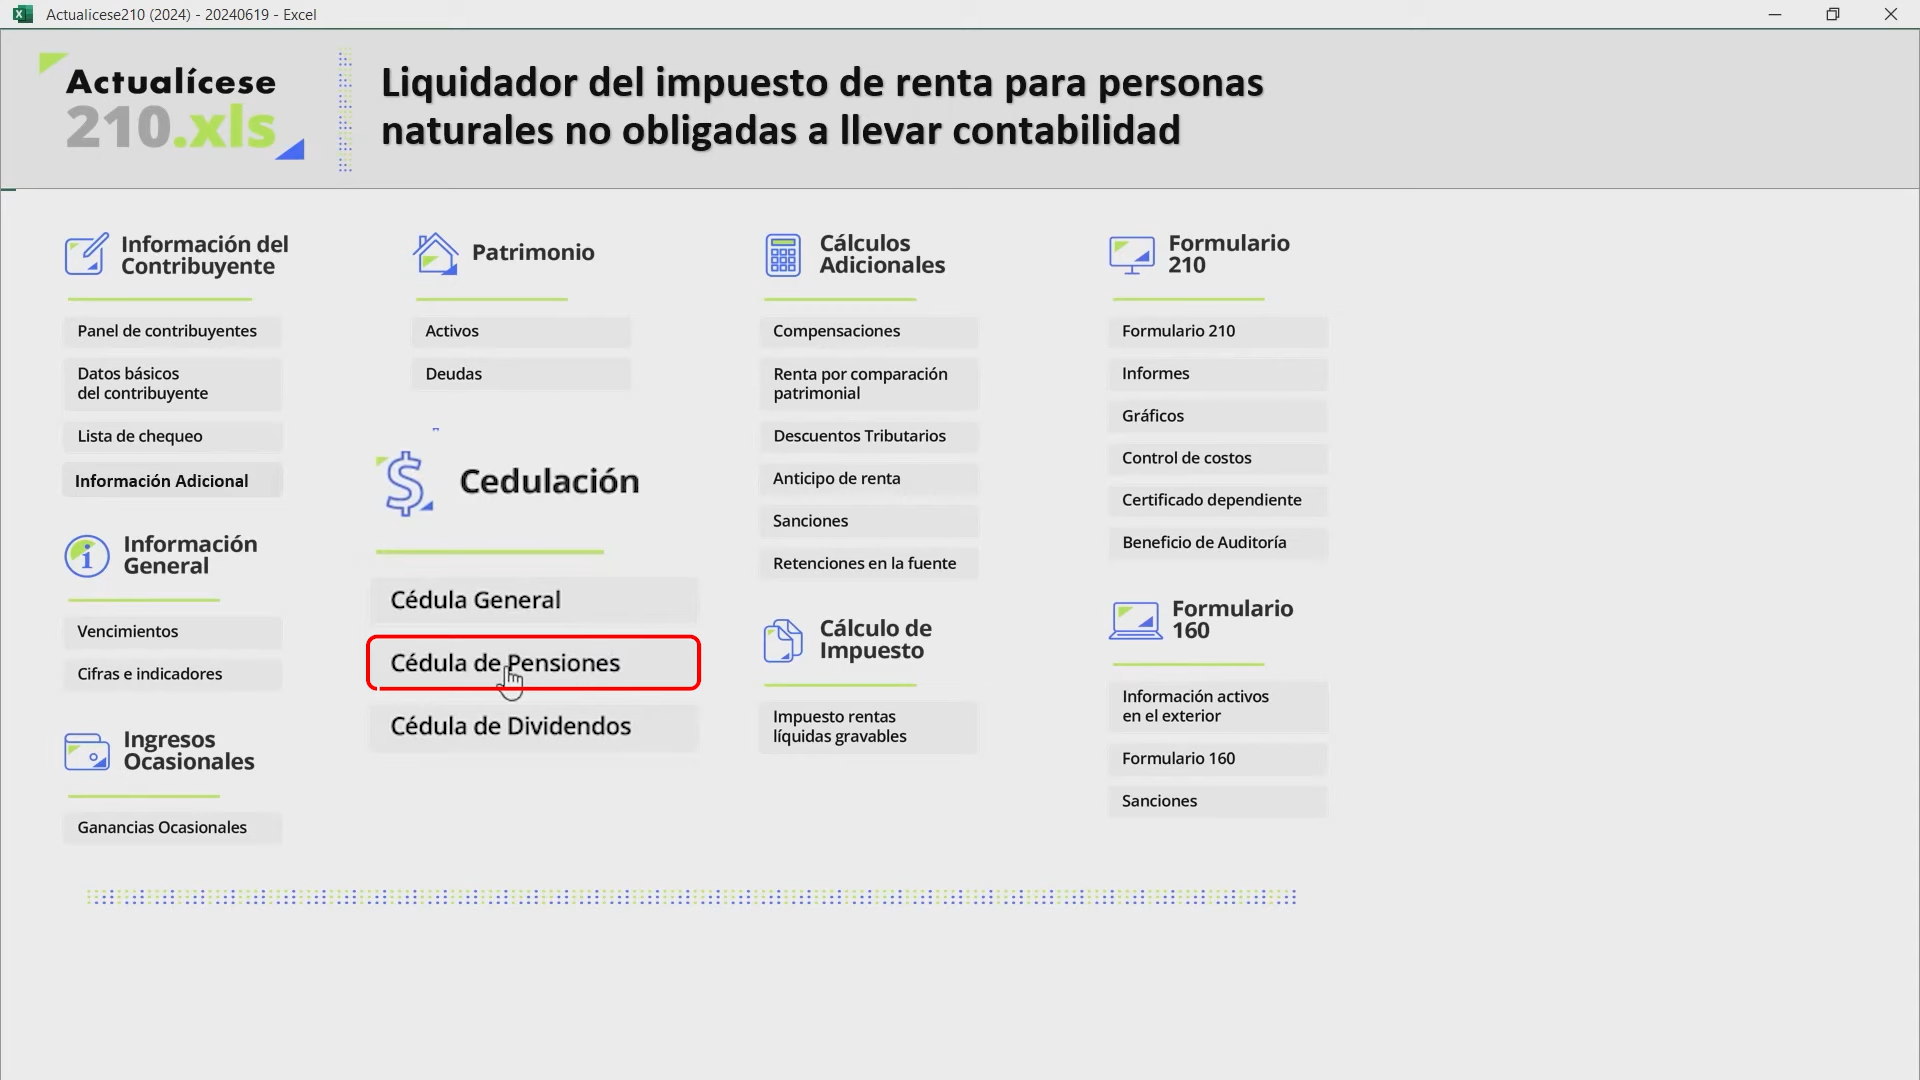 Actualicese210 (2024) - 20240619 - Excel
Actualícese
210.xls
Liquidador del impuesto de renta para personas
naturales no obligadas a llevar contabilidad
Información del
Contribuyente
Panel de contribuyentes
Datos básicos
del contribuyente
Lista de chequeo
Información Adicional
Información
General
Vencimientos
Cifras e indicadores
Ingresos
Ocasionales
Ganancias Ocasionales
Patrimonio
Activos
Deudas
Cedulación
Cédula General
Cédula de Pensiones
Cédula de Dividendos
Cálculos
Adicionales
Compensaciones
Renta por comparación
patrimonial
Descuentos Tributarios
Anticipo de renta
Sanciones
Retenciones en la fuente
Cálculo de
Impuesto
Impuesto rentas
líquidas gravables
Formulario
210
Formulario 210
Informes
Gráficos
Control de costos
Certificado dependiente
Beneficio de Auditoría
Formulario
160
Información activos
en el exterior
Formulario 160
Sanciones